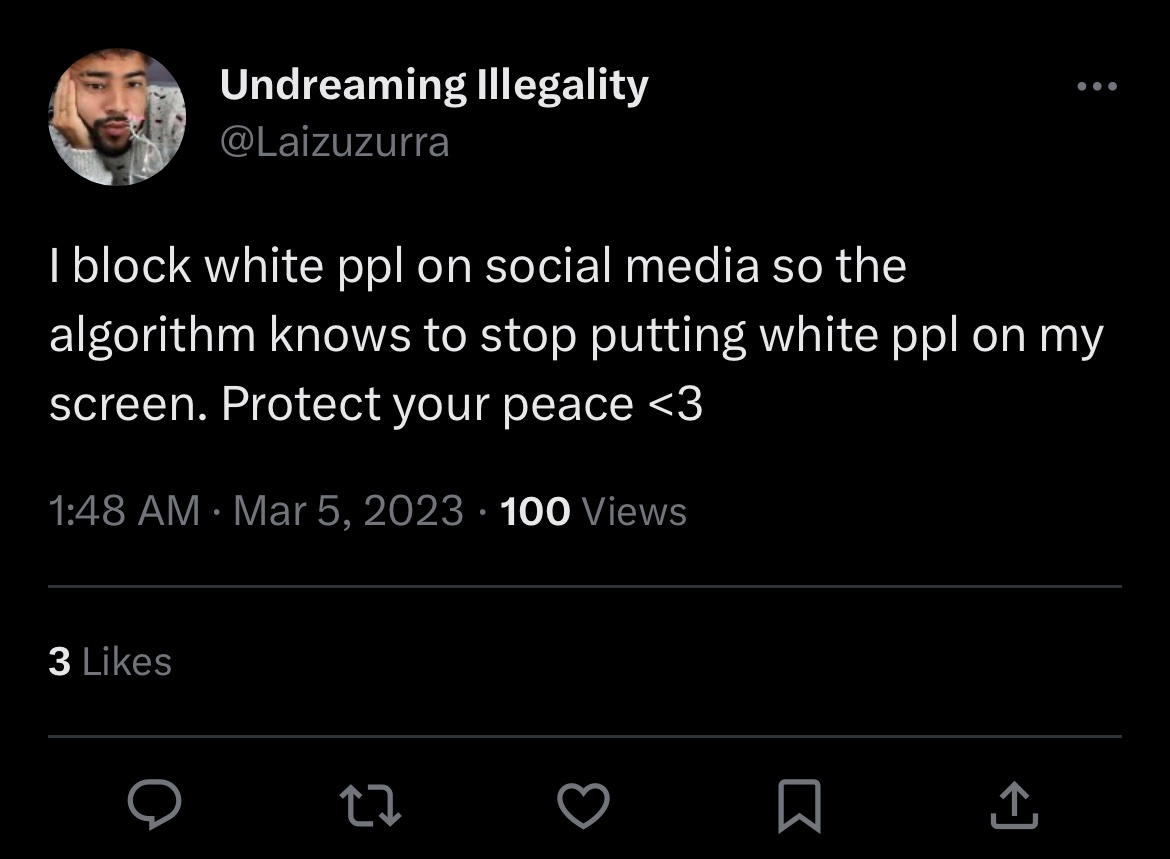 Undreaming Illegality
@Laizuzurra
I block white ppl on social media so the
algorithm knows to stop putting white ppl on my
screen. Protect your peace <3
1:48 AM · Mar 5, 2023 · 100 Views
3 Likes